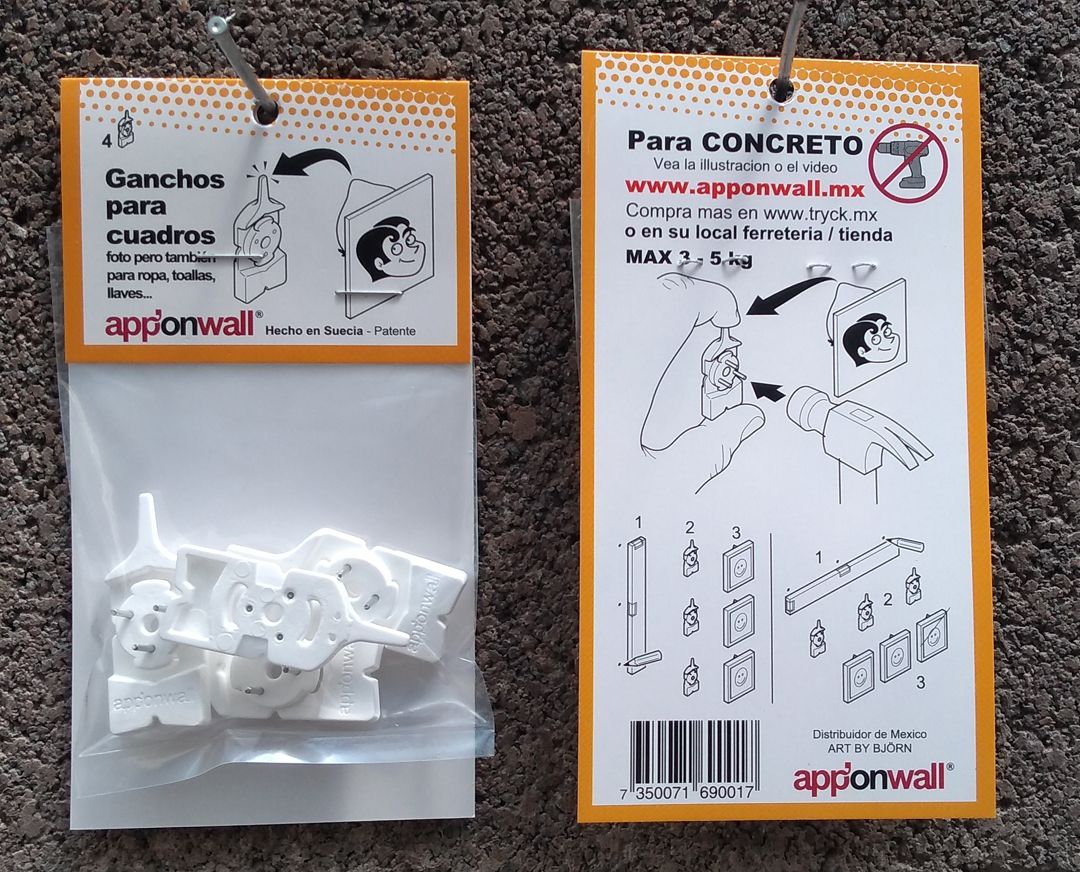 4
Ganchos
para
cuadros
foto pero también
para ropa, toallas,
llaves...
app'onwall® Hecho en Suecia - Patente
app'onwall
app'onwall
app'onwall
Para CONCRETO
Vea la illustracion o el video
www.apponwall.mx
Compra mas en www.tryck.mx
o en su local ferreteria / tienda
MAX 3 - 5 kg
1
2
3
1
2
3
Distribuidor de Mexico
ART BY BJÖRN
app'onwall®
7 350071 690017